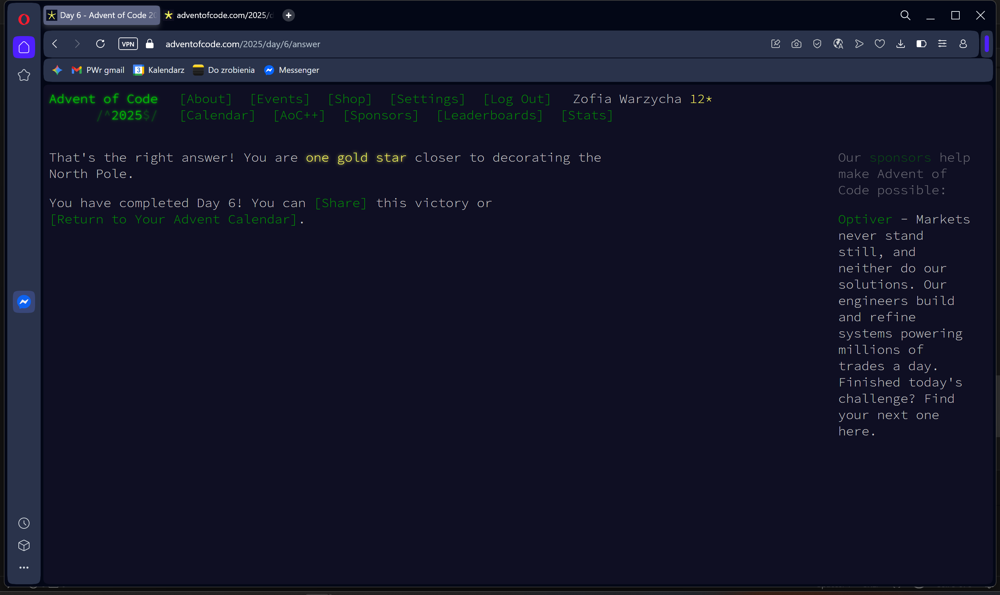 Day 6 - Advent of Code 20
adventofcode.com/2025/d
VPN
adventofcode.com/2025/day/6/answer
PWr gmail
3
Kalendarz
Do zrobienia
Messenger
Advent of Code [About] [Events] [Shop] [Settings] [Log Out] Zofia Warzycha 12*
/^2025$/ [Calendar] [AoC++] [Sponsors] [Leaderboards] [Stats]
That's the right answer! You are one gold star closer to decorating the
North Pole.
You have completed Day 6! You can [Share] this victory or
[Return to Your Advent Calendar].
Our sponsors help
make Advent of
Code possible:
Optiver - Markets
never stand
still, and
neither do our
solutions. Our
engineers build
and refine
systems powering
millions of
trades a day.
Finished today's
challenge? Find
your next one
here.